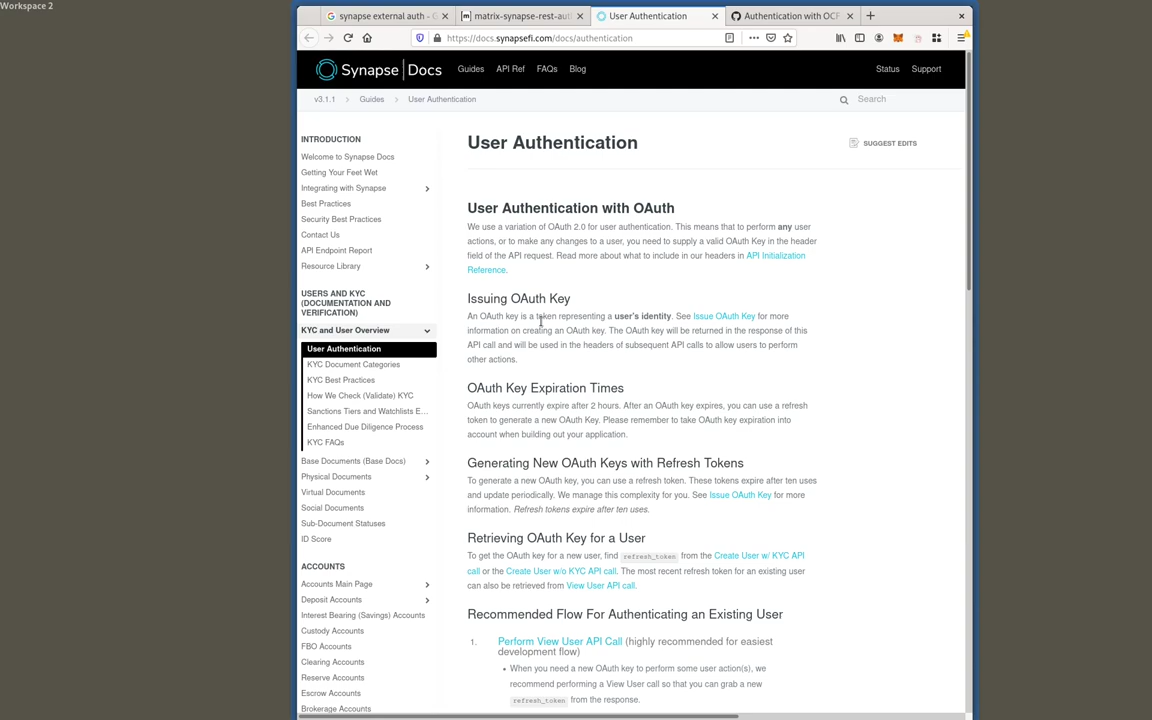 Workspace 2
synapse external auth - G
matrix-synapse-rest-aut
User Authentication
Authentication with OCF
https://docs.synapsefi.com/docs/authentication
Synapse | Docs
Guides
API Ref
FAQs
Blog
Status
Support
v3.1.1
Guides
User Authentication
Search
INTRODUCTION
Welcome to Synapse Docs
Getting Your Feet Wet
Integrating with Synapse
Best Practices
Security Best Practices
Contact Us
API Endpoint Report
Resource Library
USERS AND KYC
(DOCUMENTATION AND
VERIFICATION)
KYC and User Overview
User Authentication
KYC Document Categories
KYC Best Practices
How We Check (Validate) KYC
Sanctions Tiers and Watchlists E...
Enhanced Due Diligence Process
KYC FAQs
Base Documents (Base Docs)
Physical Documents
Virtual Documents
Social Documents
Sub-Document Statuses
ID Score
ACCOUNTS
Accounts Main Page
Deposit Accounts
Interest Bearing (Savings) Accounts
Custody Accounts
FBO Accounts
Clearing Accounts
Reserve Accounts
Escrow Accounts
Brokerage Accounts
User Authentication
SUGGEST EDITS
User Authentication with OAuth
We use a variation of OAuth 2.0 for user authentication. This means that to perform any user
actions, or to make any changes to a user, you need to supply a valid OAuth Key in the header
field of the API request. Read more about what to include in our headers in API Initialization
Reference.
Issuing OAuth Key
An OAuth key is a token representing a user's identity. See Issue OAuth Key for more
information on creating an OAuth key. The OAuth key will be returned in the response of this
API call and will be used in the headers of subsequent API calls to allow users to perform
other actions.
OAuth Key Expiration Times
OAuth keys currently expire after 2 hours. After an OAuth key expires, you can use a refresh
token to generate a new OAuth Key. Please remember to take OAuth key expiration into
account when building out your application.
Generating New OAuth Keys with Refresh Tokens
To generate a new OAuth key, you can use a refresh token. These tokens expire after ten uses
and update periodically. We manage this complexity for you. See Issue OAuth Key for more
information. Refresh tokens expire after ten uses.
Retrieving OAuth Key for a User
To get the OAuth key for a new user, find refresh_token from the Create User w/ KYC API
call or the Create User w/o KYC API call. The most recent refresh token for an existing user
can also be retrieved from View User API call.
Recommended Flow For Authenticating an Existing User
1. Perform View User API Call (highly recommended for easiest
development flow)
• When you need a new OAuth key to perform some user action(s), we
recommend performing a View User call so that you can grab a new
refresh_token from the response.